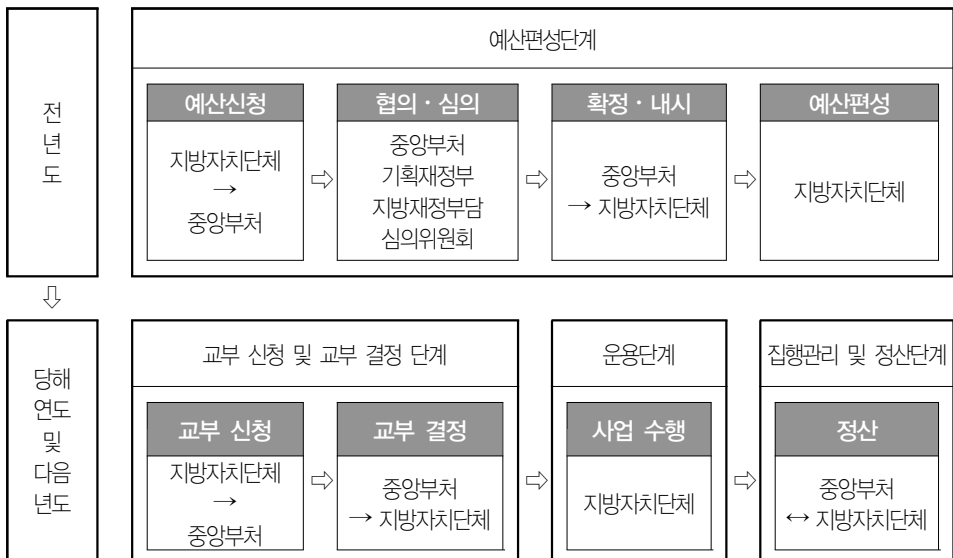 전
년
도
예산편성단계
예산신청
지방자치단체
→
중앙부처
⇨
협의 · 심의
중앙부처
기획재정부
지방재정부담
심의위원회
⇨
확정 · 내시
중앙부처
→ 지방자치단체
⇨
예산편성
지방자치단체
⇩
당해
연도
및
다음
년도
교부 신청 및 교부 결정 단계
교부 신청
지방자치단체
→
중앙부처
⇨
교부 결정
중앙부처
→ 지방자치단체
⇨
운용단계
사업 수행
지방자치단체
⇨
집행관리 및 정산단계
정산
중앙부처
↔ 지방자치단체